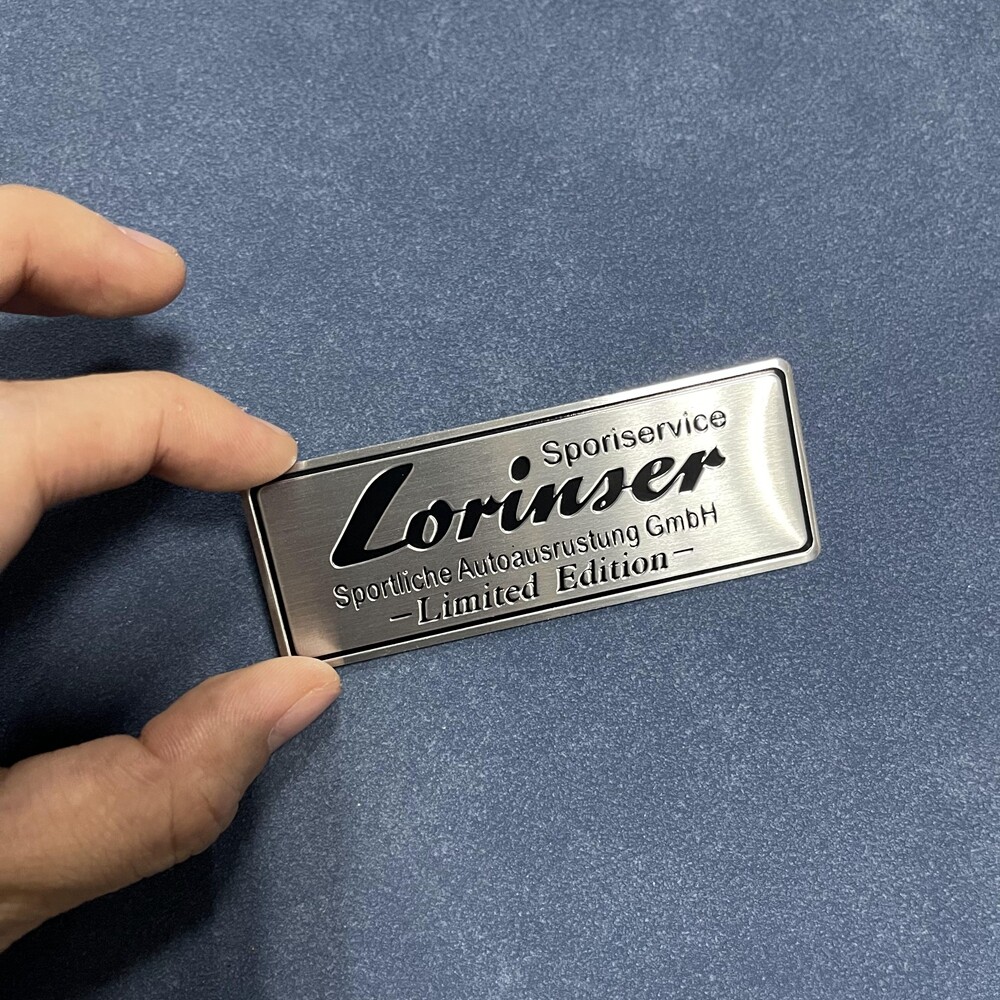 Sporiservice
Lorinser
Sportliche Autoausrustung GmbH
–Limited Edition–